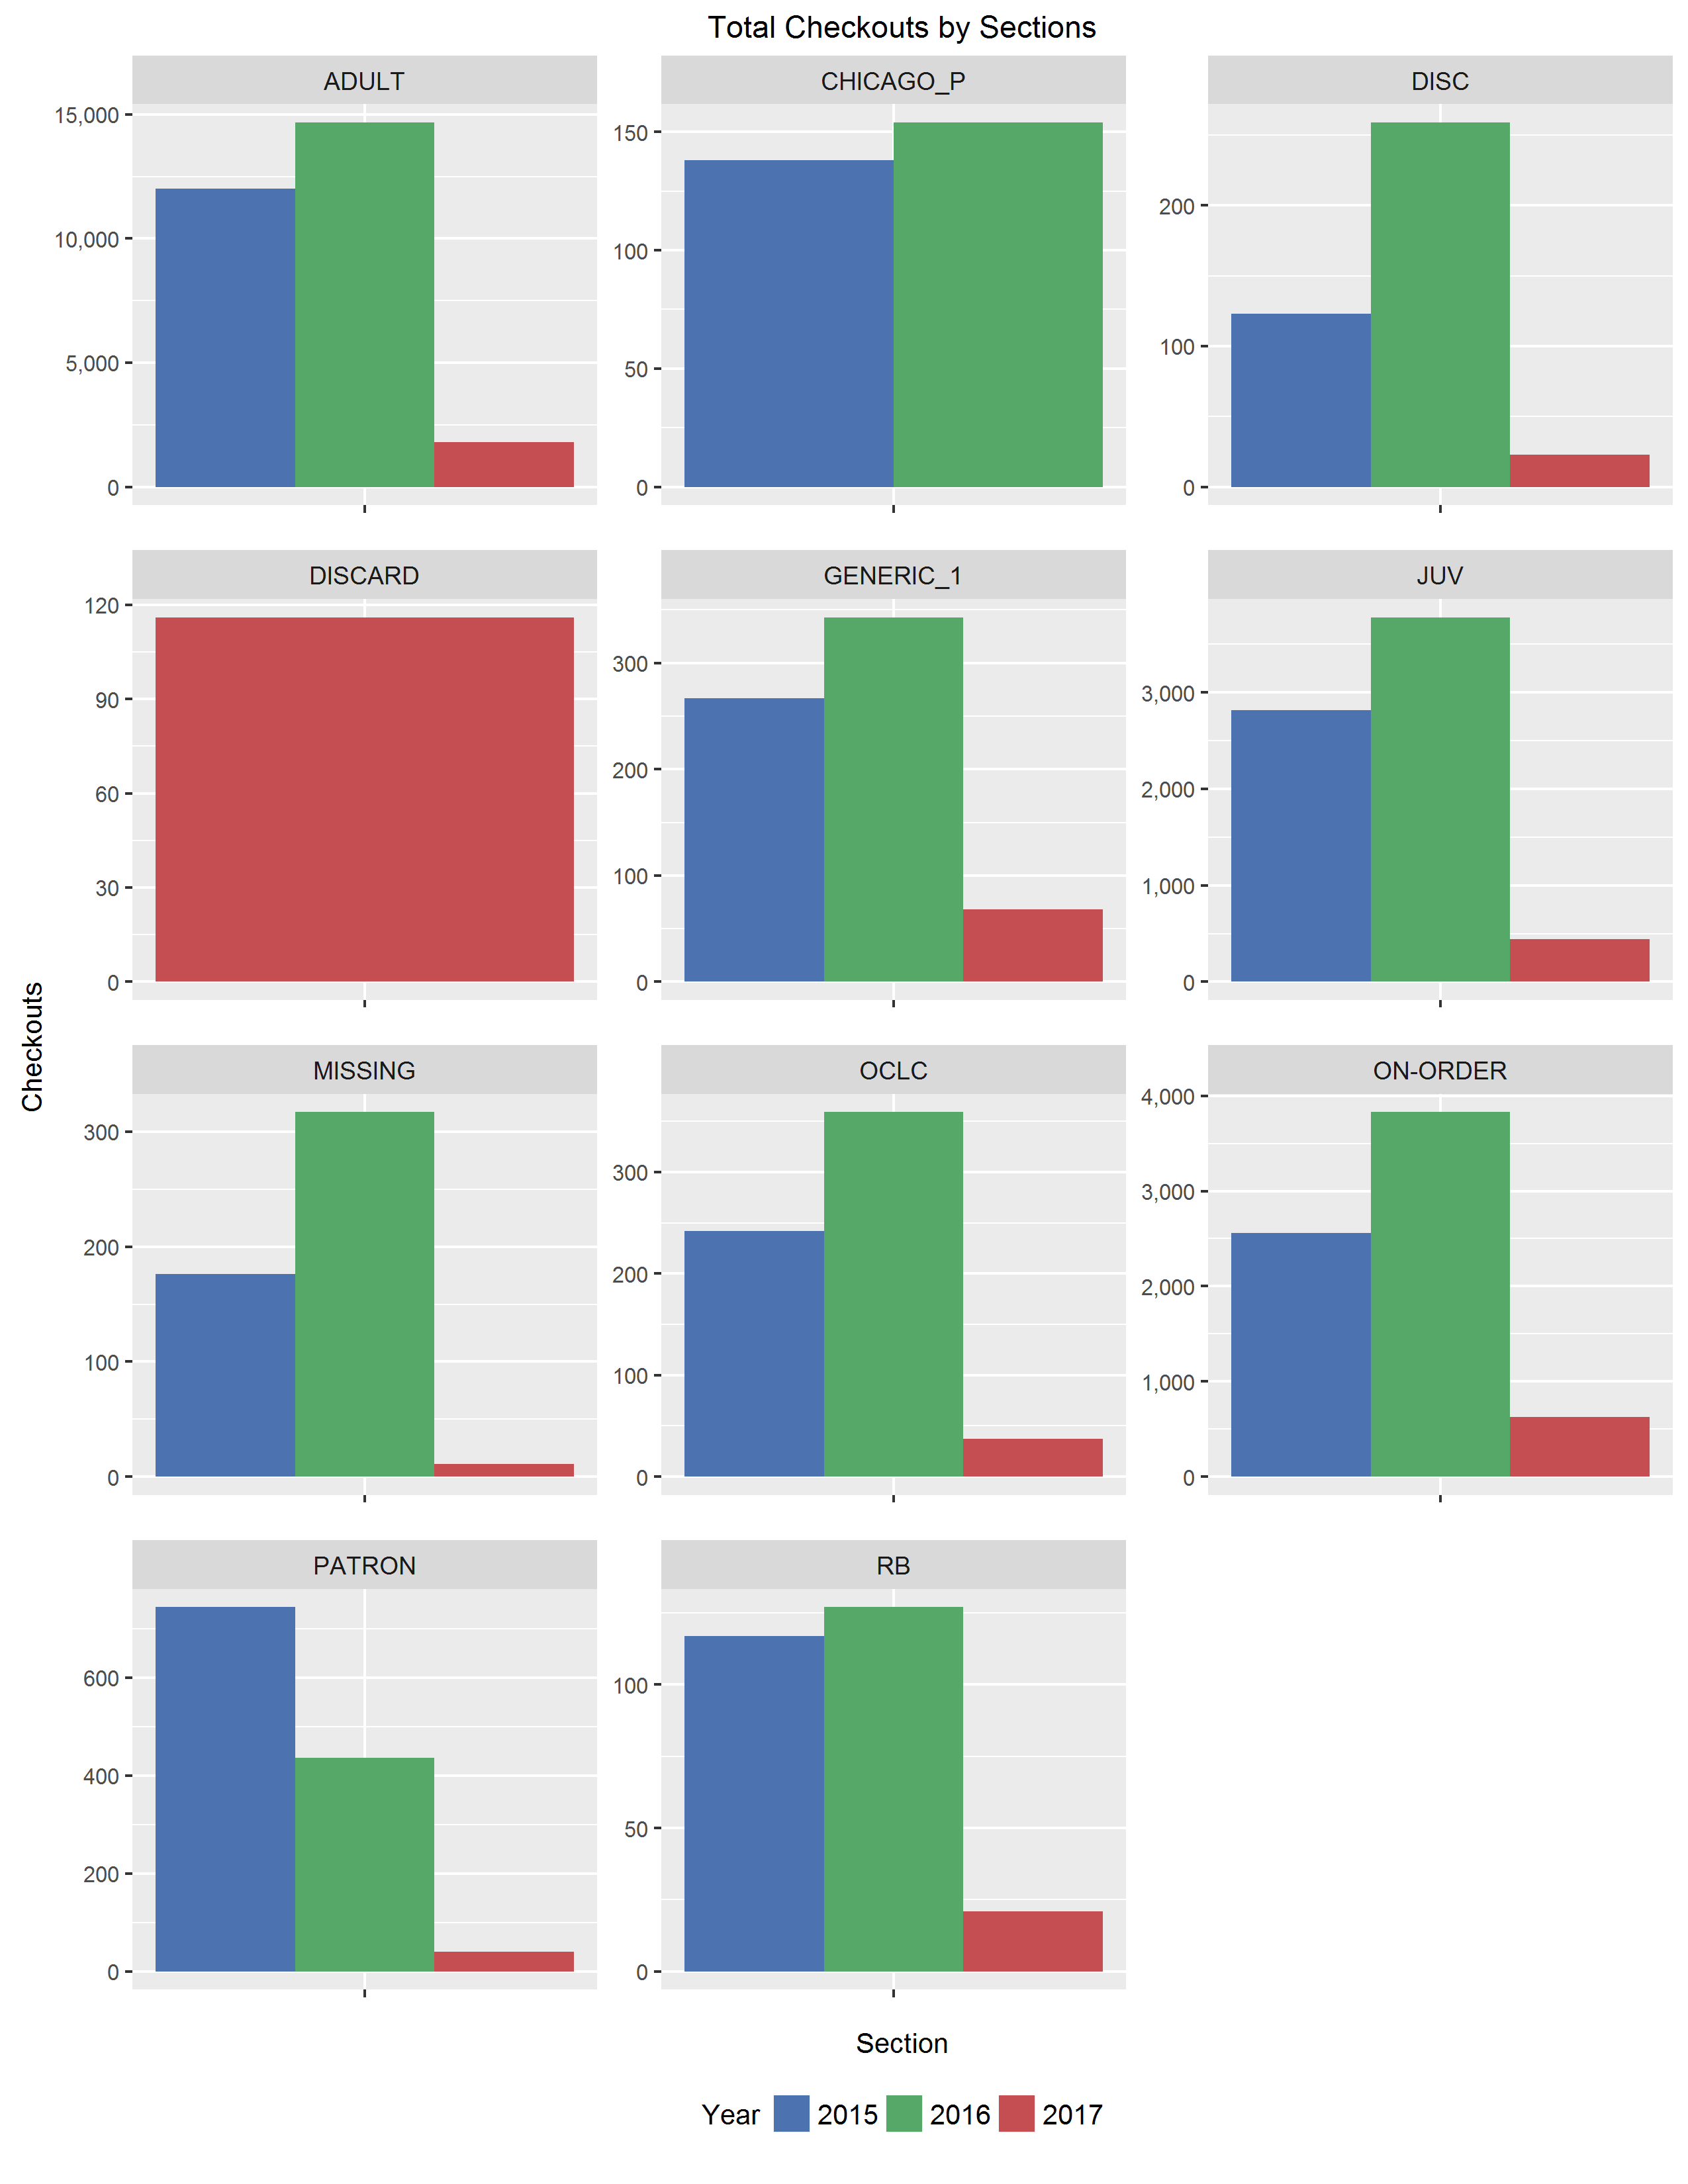 Total Checkouts by Sections
ADULT
15,000
10,000
5,000
0
CHICAGO_P
150
100
50
0
DISC
200
100
0
DISCARD
120
90
60
30
0
GENERIC_1
300
200
100
0
JUV
3,000
2,000
1,000
0
MISSING
300
200
100
0
OCLC
300
200
100
0
ON-ORDER
4,000
3,000
2,000
1,000
0
PATRON
600
400
200
0
RB
100
50
0
Checkouts
Section
Year 2015 2016 2017